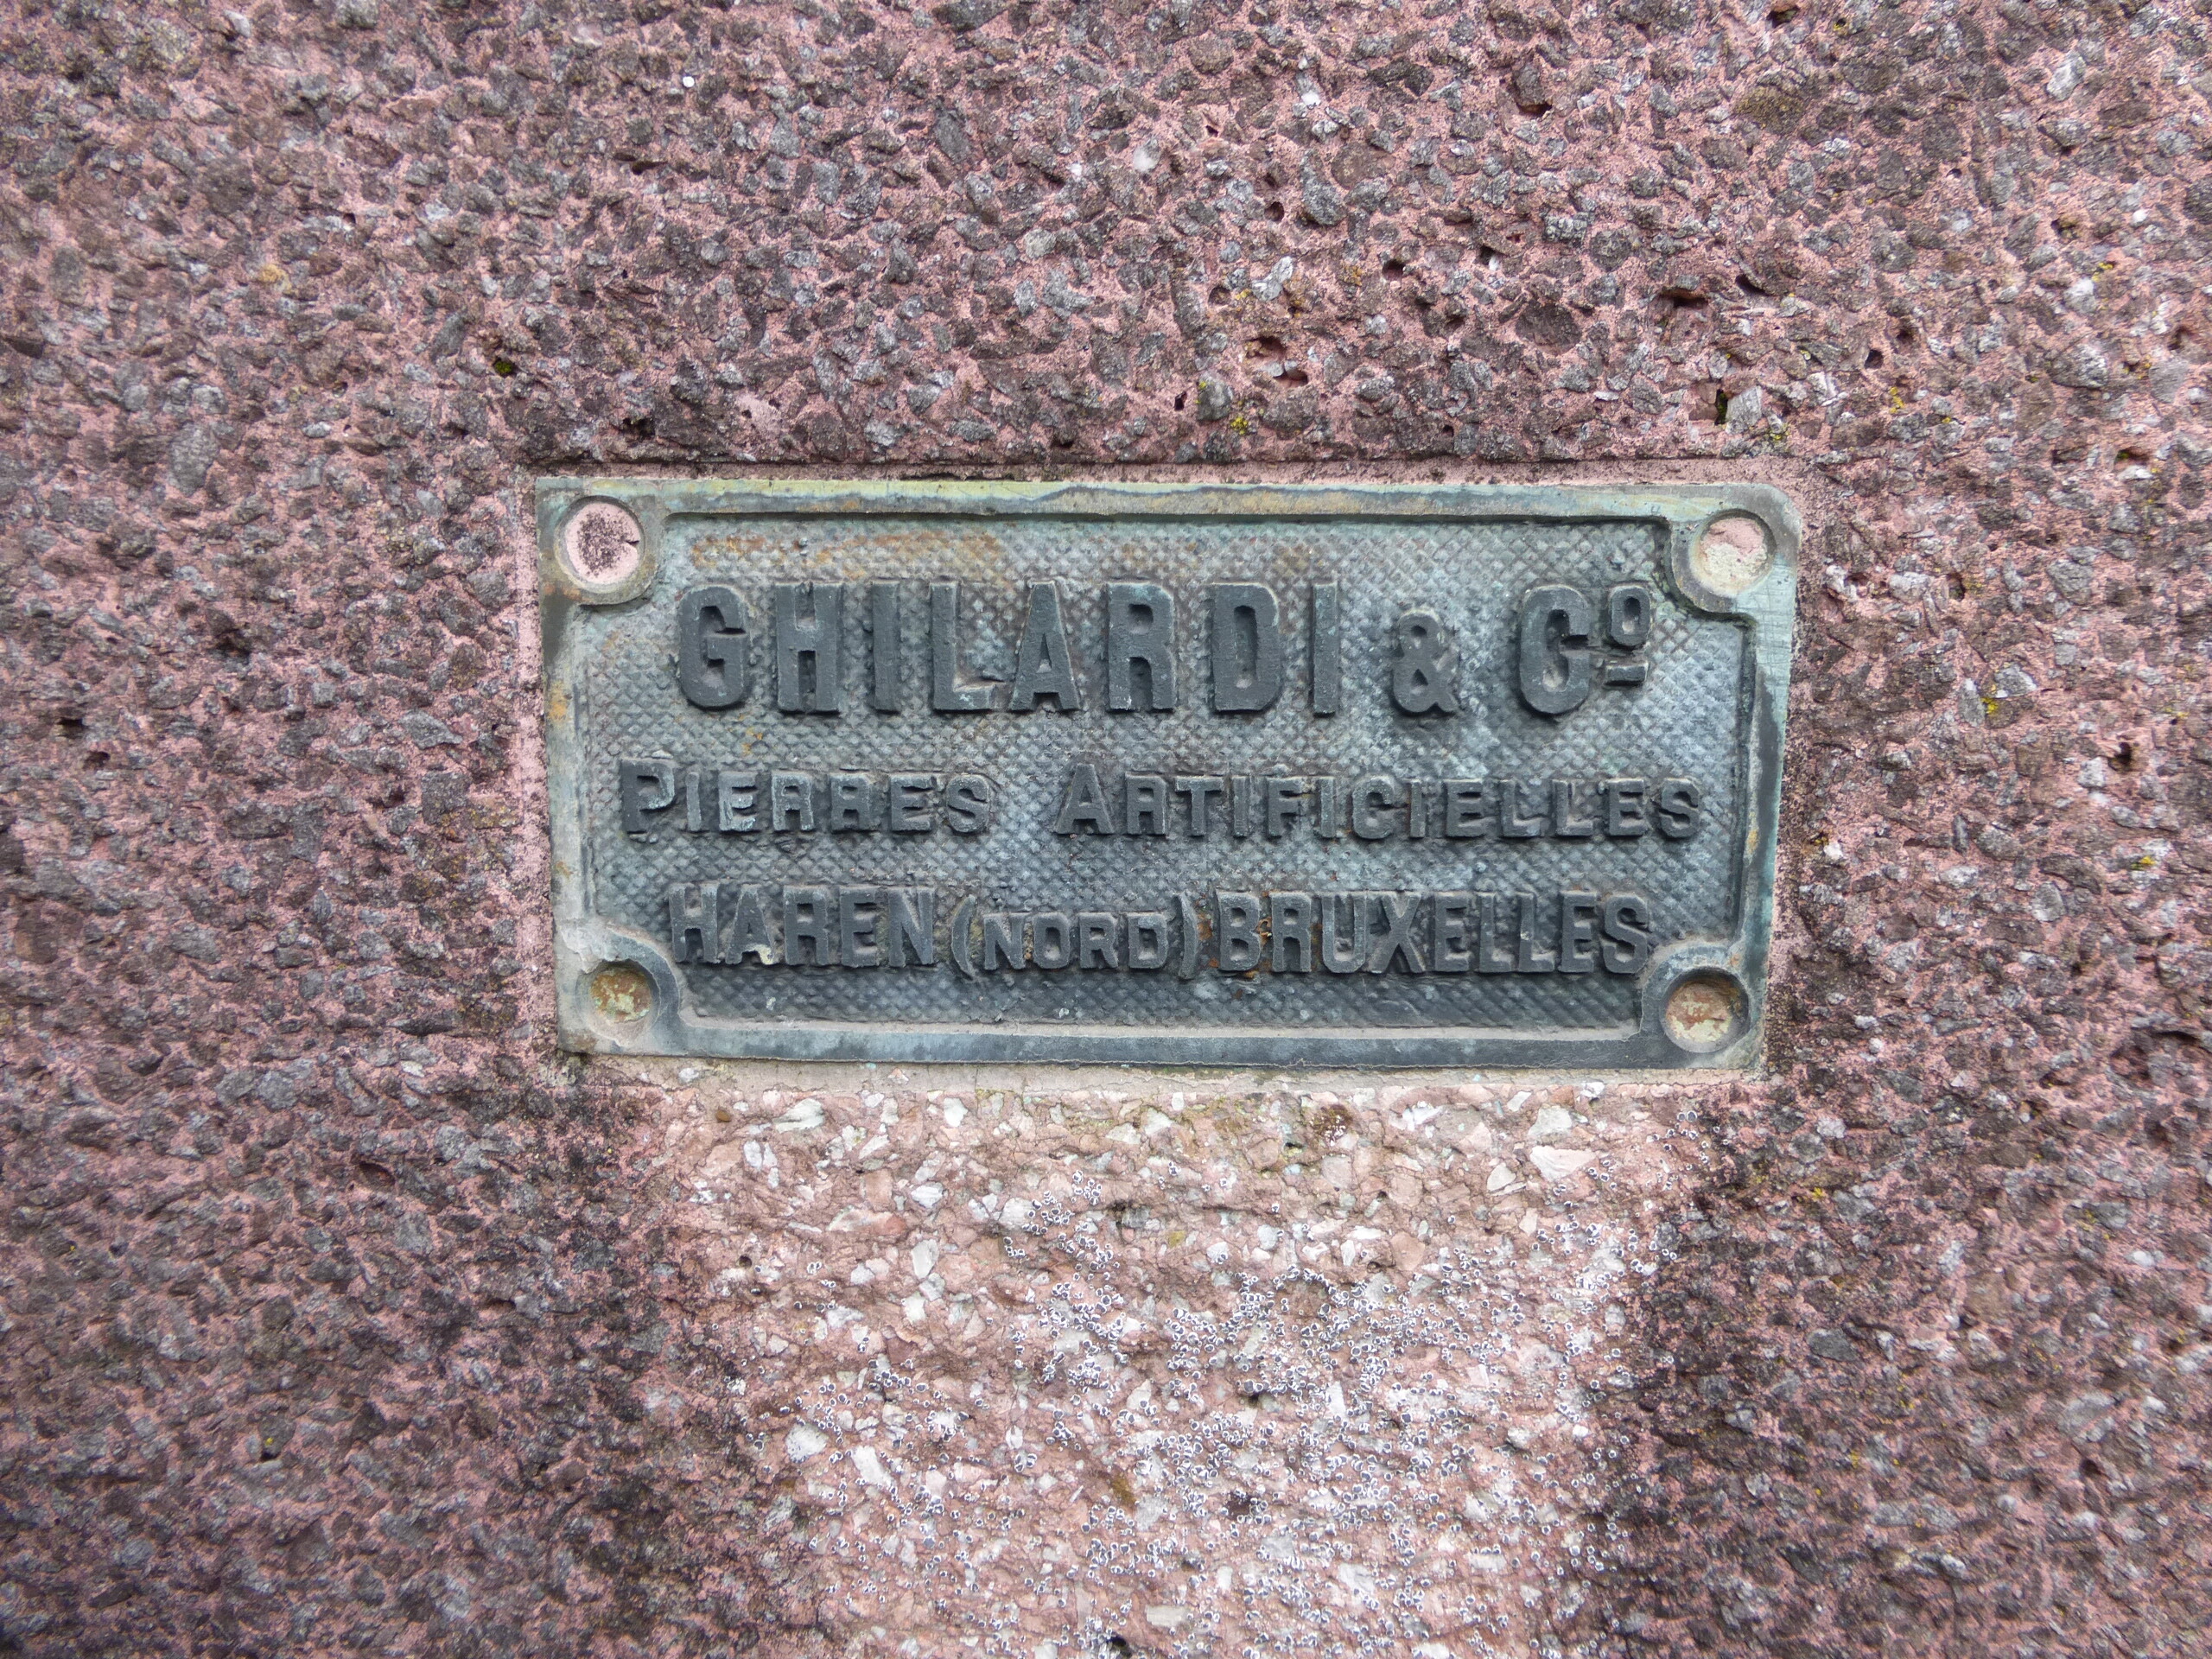 GHILARDI & Cº
PIERRES ARTIFICIELLES
HAREN (NORD) BRUXELLES